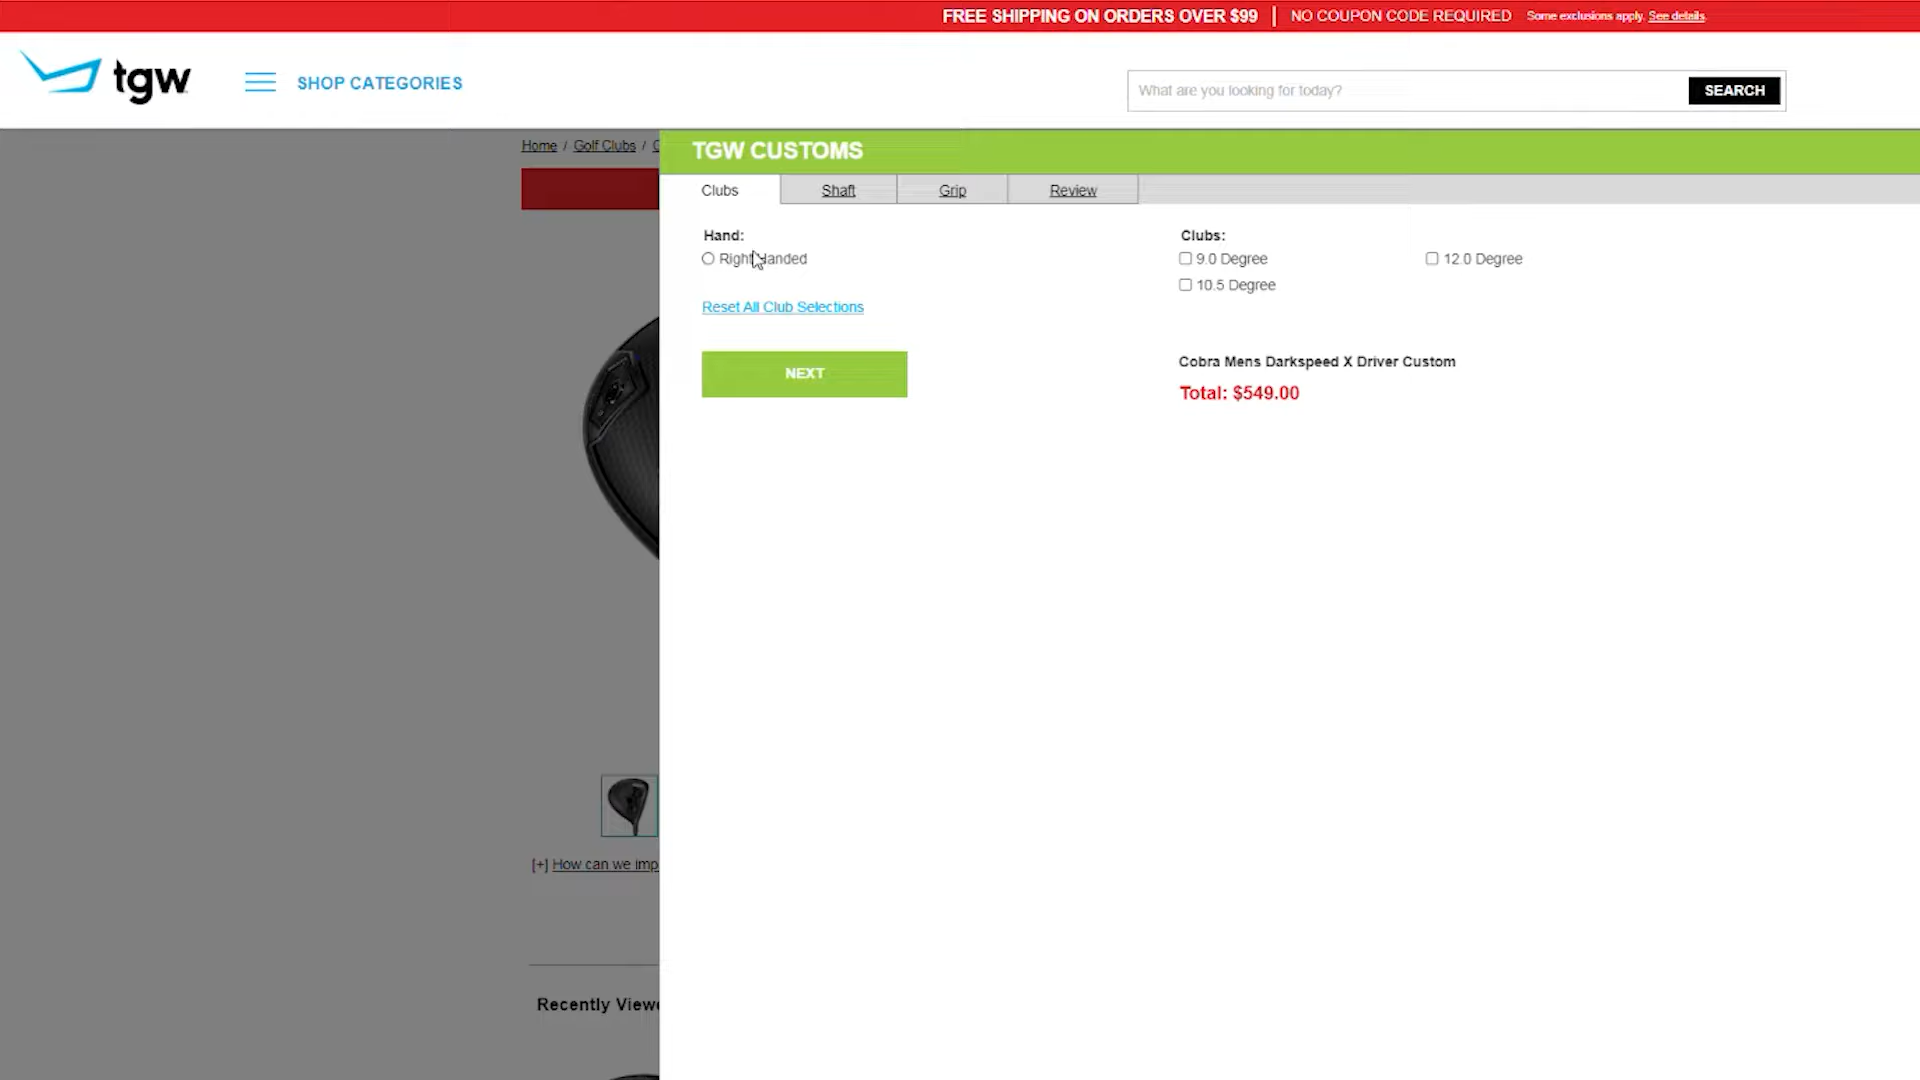 FREE SHIPPING ON ORDERS OVER $99 | NO COUPON CODE REQUIRED Some exclusions apply. See details.
tgw
SHOP CATEGORIES
What are you looking for today?
SEARCH
Home / Golf Clubs /
TGW CUSTOMS
Clubs Shaft Grip Review
Hand:
Right Handed
Reset All Club Selections
NEXT
Clubs:
9.0 Degree 12.0 Degree
10.5 Degree
Cobra Mens Darkspeed X Driver Custom
Total: $549.00
[+] How can we imp
Recently Viewe